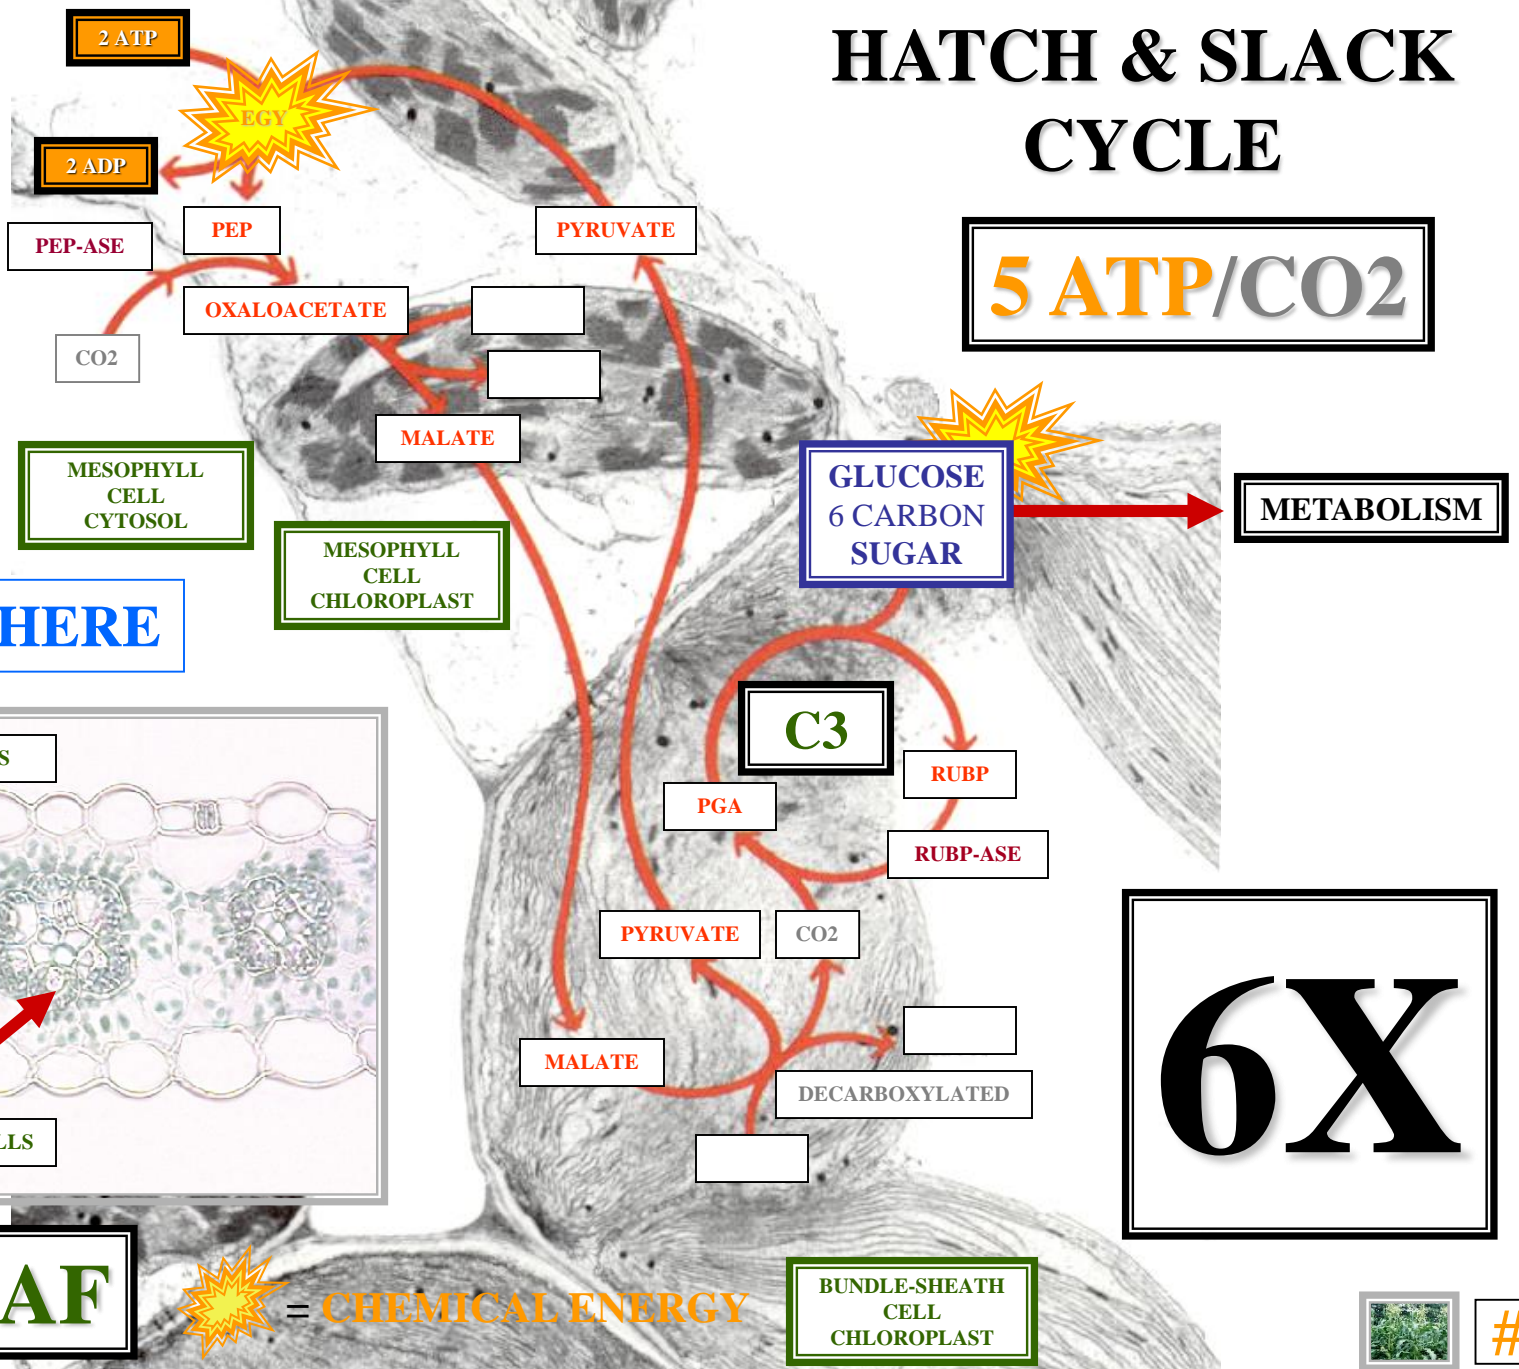 HATCH & SLACK
CYCLE
2 ATP
EGY
2 ADP
PEP-ASE
PEP
PYRUVATE
5 ATP/CO2
OXALOACETATE
CO2
MALATE
MESOPHYLL
CELL
CYTOSOL
GLUCOSE
6 CARBON
SUGAR
METABOLISM
MESOPHYLL
CELL
CHLOROPLAST
HERE
C3
S
RUBP
PGA
RUBP-ASE
PYRUVATE
CO2
6X
MALATE
DECARBOXYLATED
LLS
AF
= CHEMICAL ENERGY
BUNDLE-SHEATH
CELL
CHLOROPLAST
#